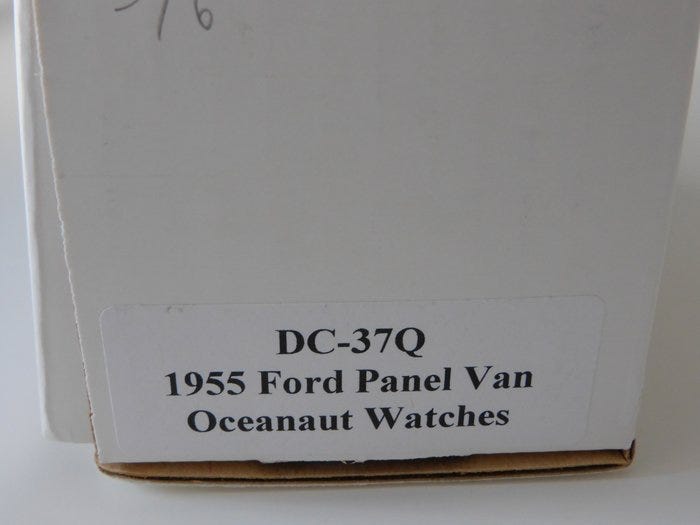 DC-37Q
1955 Ford Panel Van
Oceanaut Watches